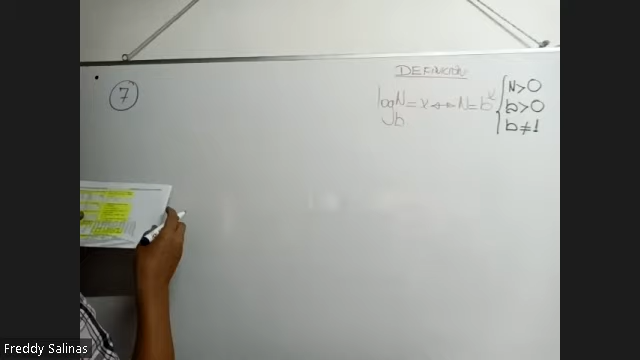 7
DEFINICIÓN
log_b N = x ↔ N = b^x { N > 0
b > 0
b ≠ 1
Freddy Salinas